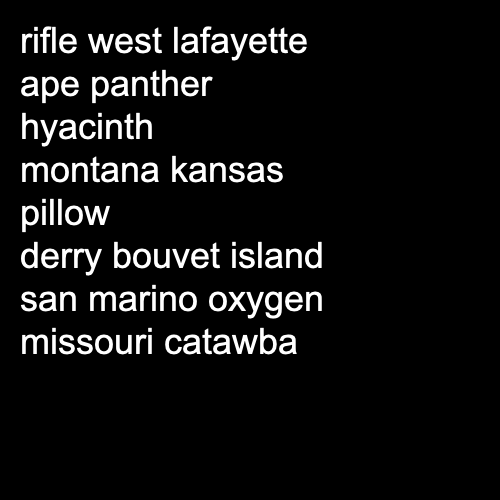 rifle west lafayette
ape panther
hyacinth
montana kansas
pillow
derry bouvet island
san marino oxygen
missouri catawba